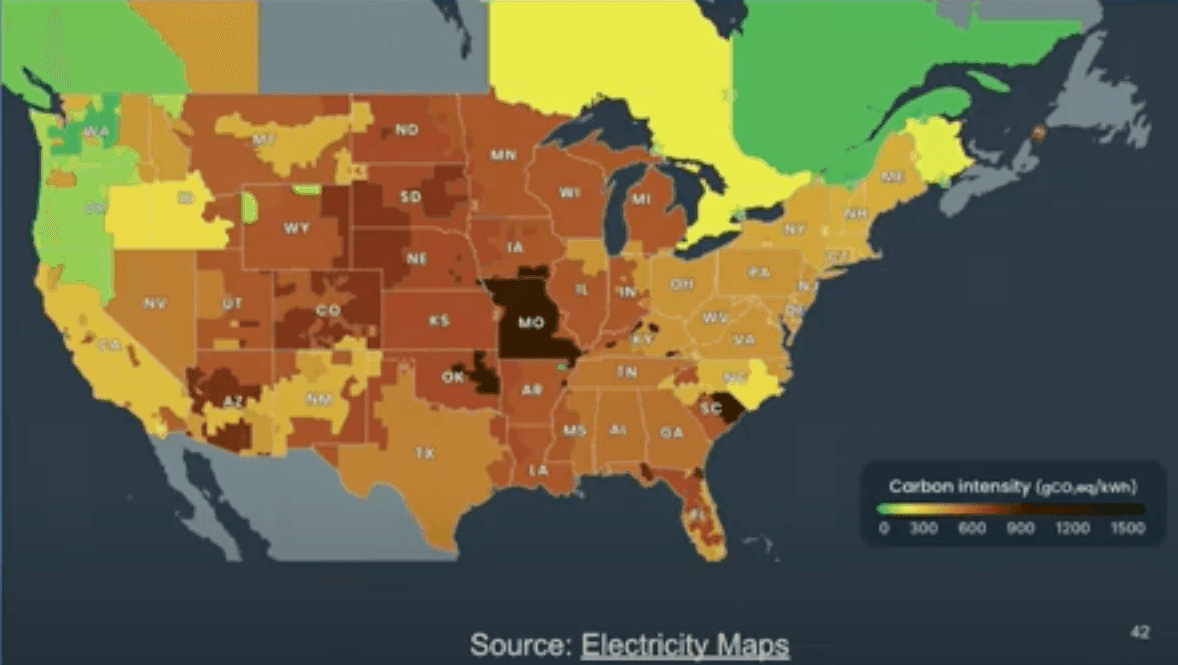 WA
MT
ND
MN
ME
SD
WI
MI
ID
OR
WY
NH
NY
IA
NE
CT
PA
OH
NJ
NV
UT
IL
IN
CO
WV
MO
KS
VA
KY
CA
TN
NC
OK
AR
AZ
NM
SC
MS
AL
GA
TX
LA
FL
Carbon intensity (gCO₂eq/kwh)
0 300 600 900 1200 1500
Source: Electricity Maps
42